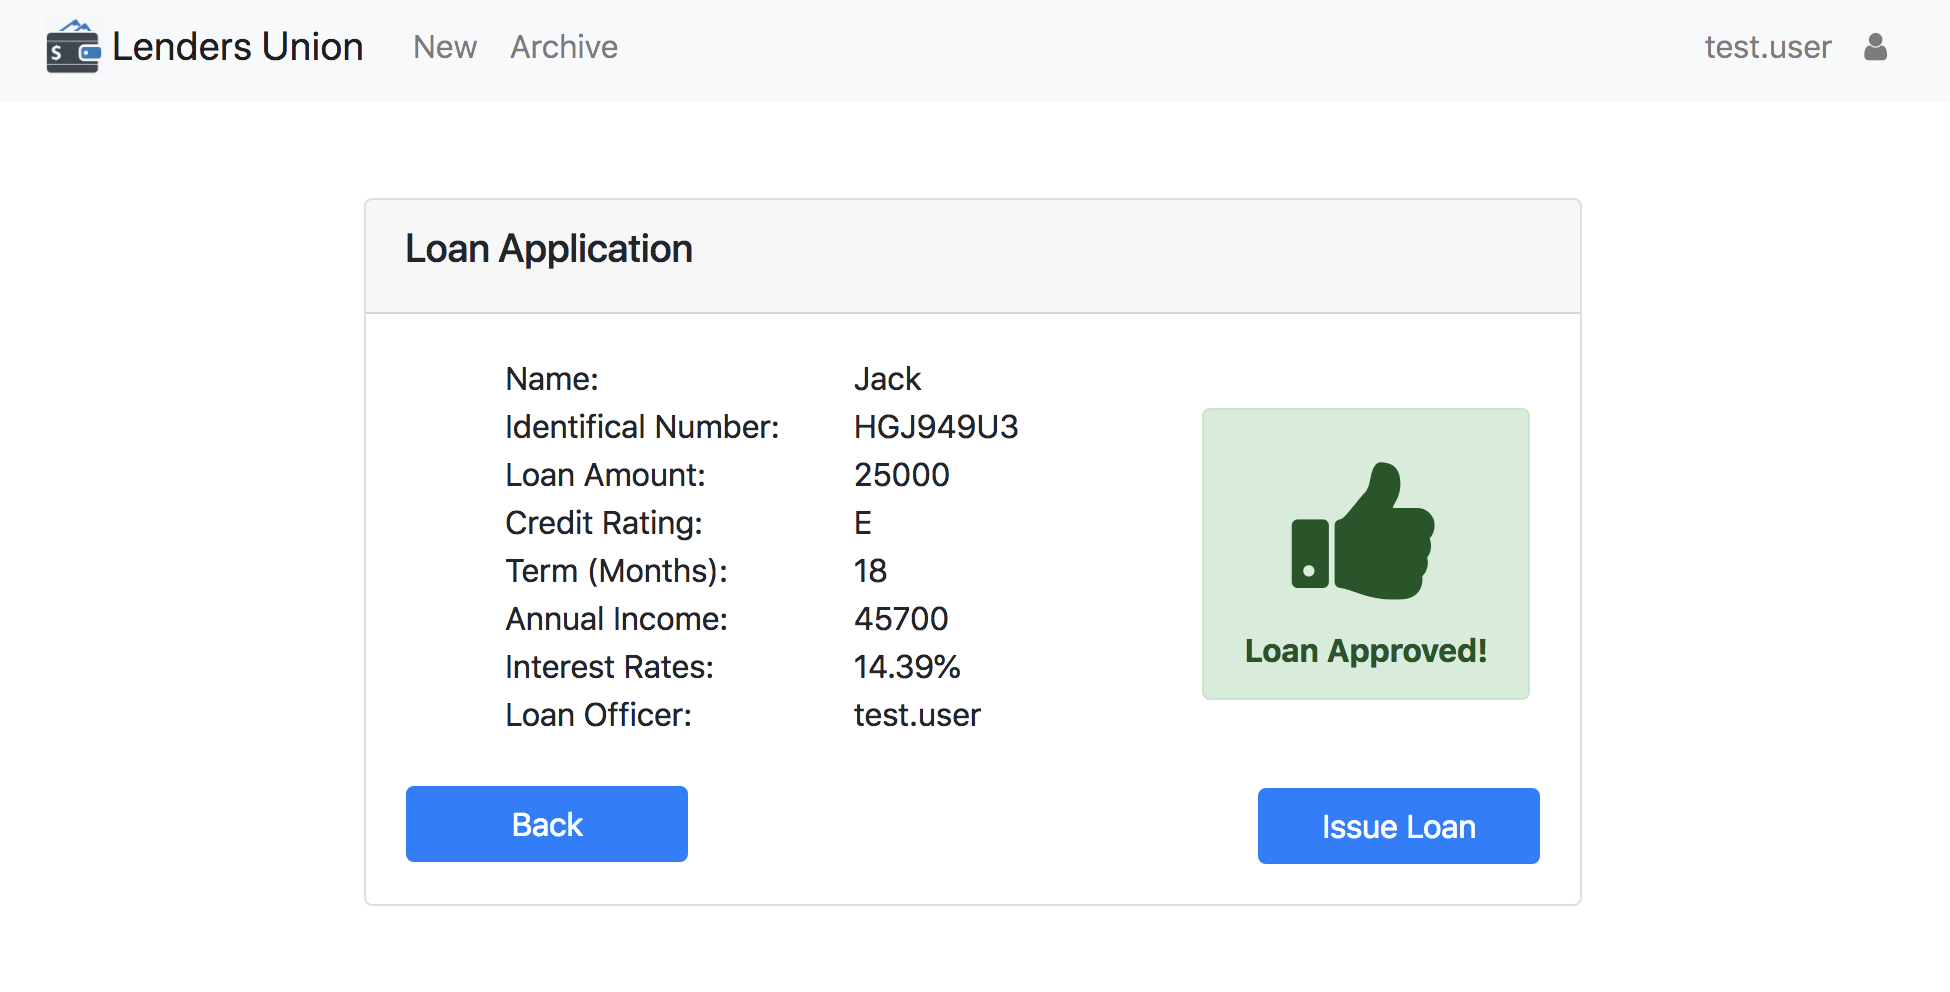 $ Lenders Union New Archive test.user
Loan Application
Name: Jack
Identifical Number: HGJ949U3
Loan Amount: 25000
Credit Rating: E
Term (Months): 18
Annual Income: 45700
Interest Rates: 14.39%
Loan Officer: test.user
Loan Approved!
Back
Issue Loan